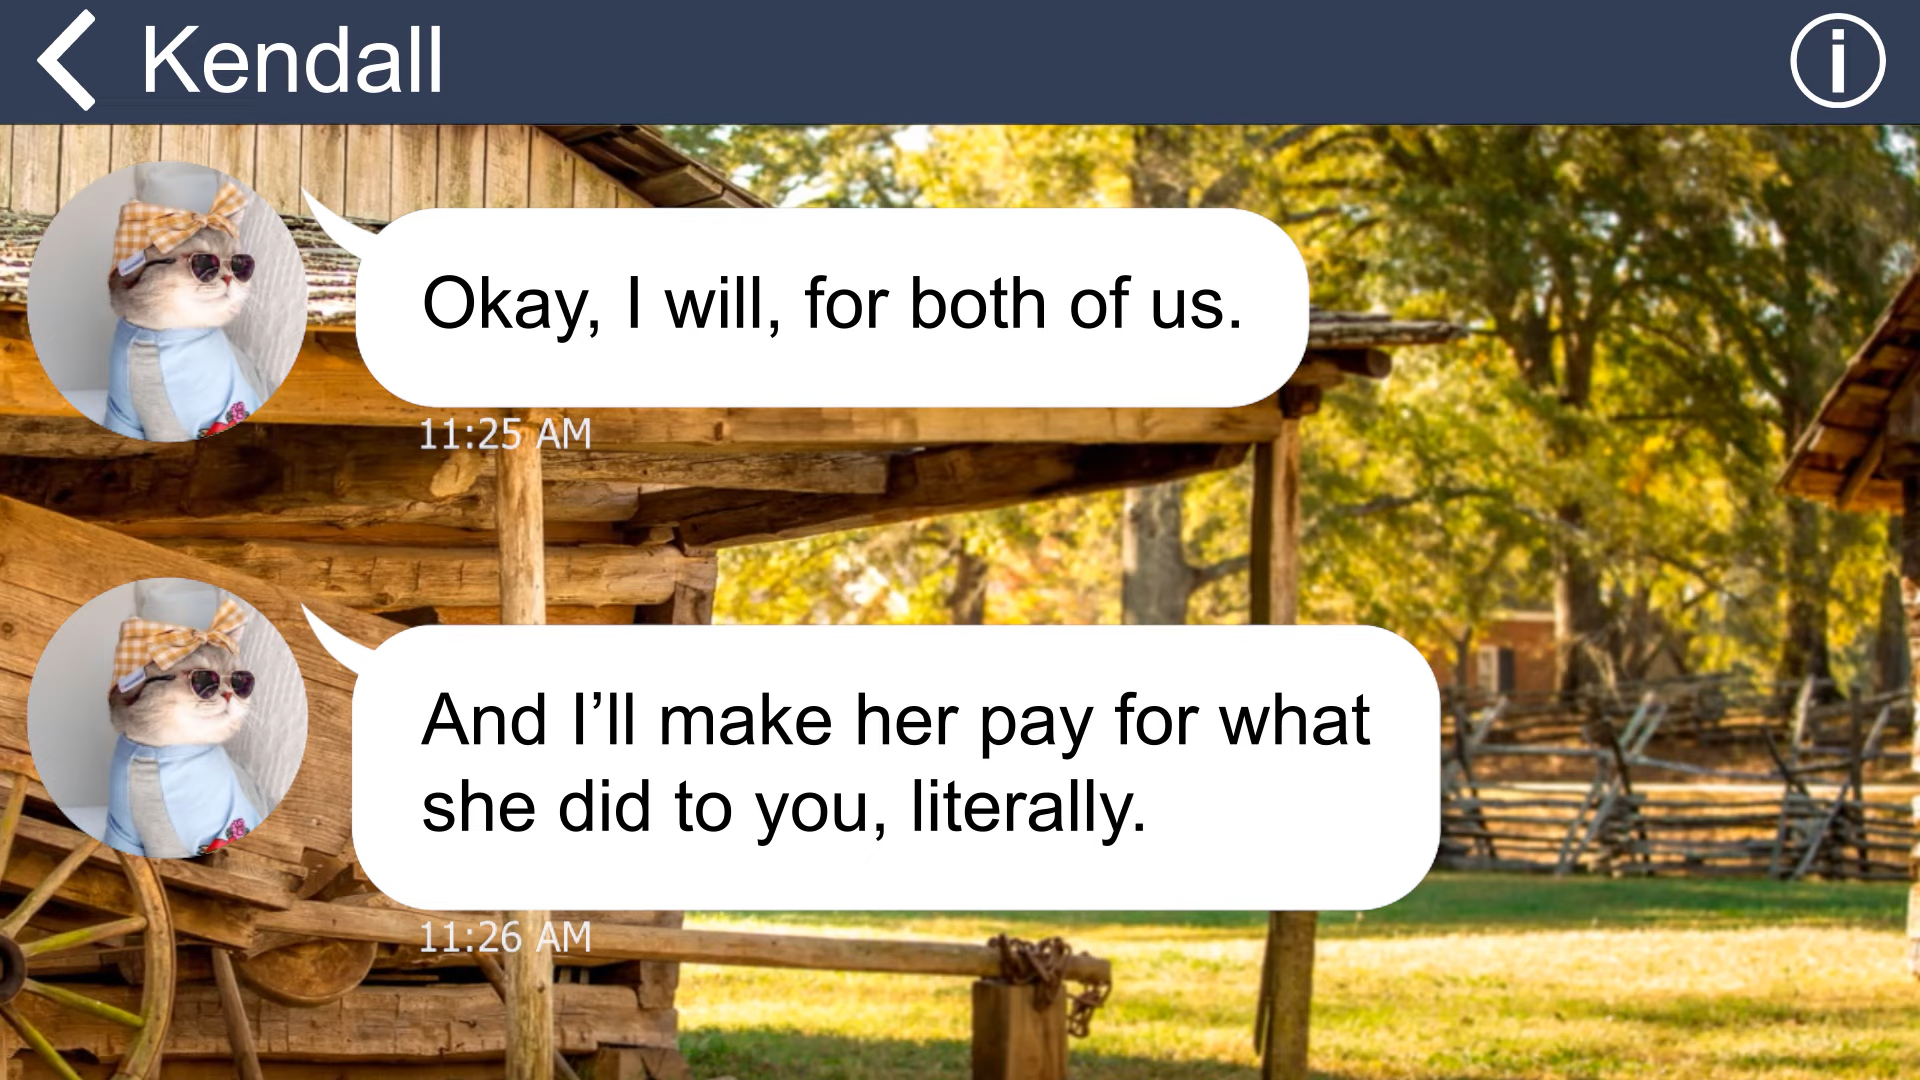 Kendall
Okay, I will, for both of us.
11:25 AM
And I’ll make her pay for what
she did to you, literally.
11:26 AM